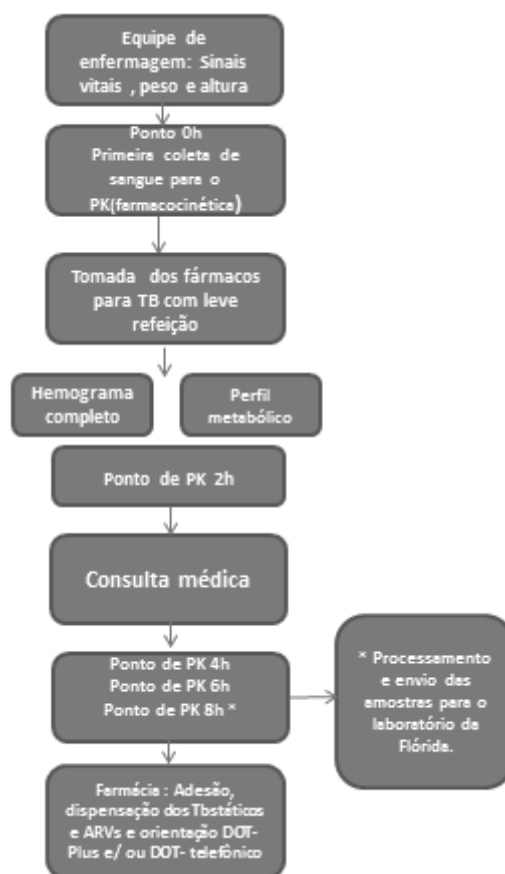 Equipe de
enfermagem: Sinais
vitais , peso e altura
Ponto 0h
Primeira coleta de
sangue para o
PK(farmacocinética)
Tomada dos fármacos
para TB com leve
refeição
Hemograma
completo
Perfil
metabólico
Ponto de PK 2h
Consulta médica
Ponto de PK 4h
Ponto de PK 6h
Ponto de PK 8h *
* Processamento
e envio das
amostras para o
laboratório da
Flórida.
Farmácia : Adesão,
dispensação dos Tbstáticos
e ARVs e orientação DOT-
Plus e/ ou DOT- telefônico